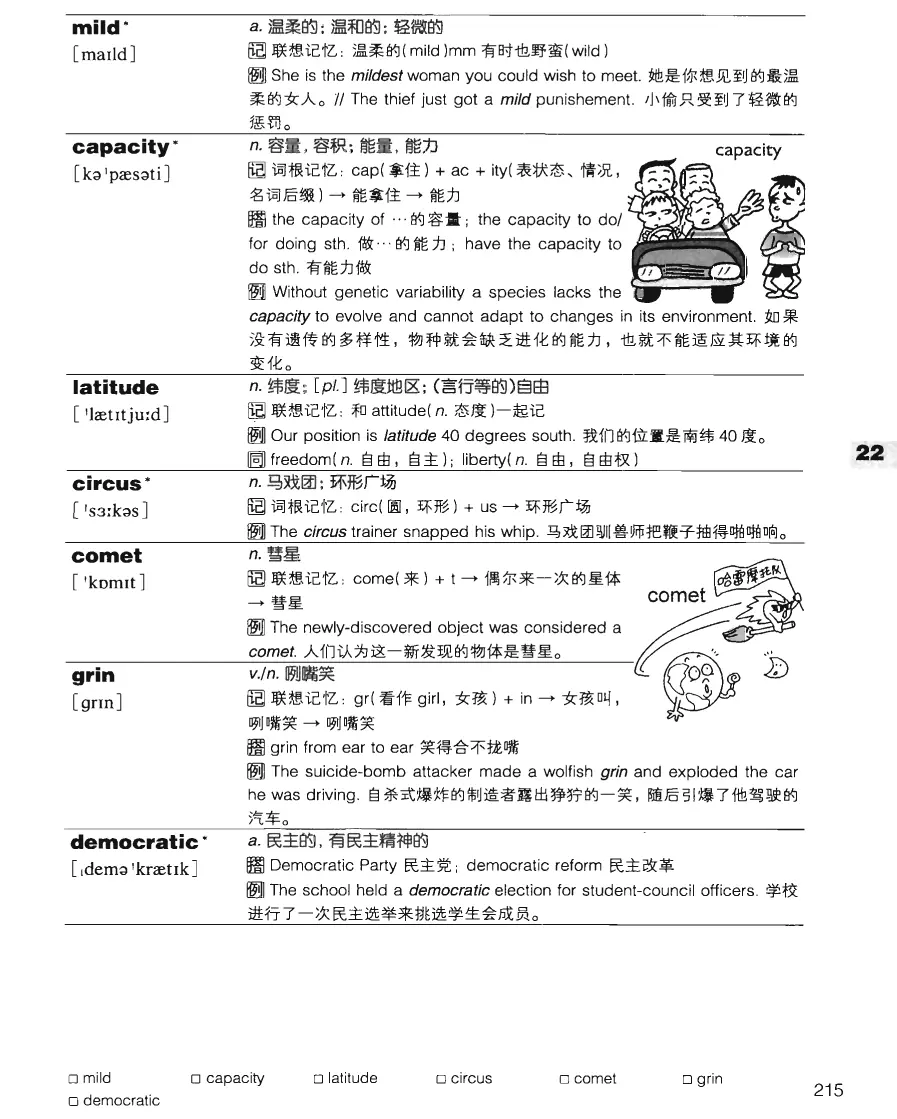 mild*
a. 温柔的；温和的；轻微的
[maɪld]
[记] 联想记忆：温柔的(mild)mm 有时也野蛮(wild)
[例] She is the mildest woman you could wish to meet. 她是你想见到的最温
柔的女人。// The thief just got a mild punishement. 小偷只受到了轻微的
惩罚。
capacity*
n. 容量，容积；能量，能力
[kəˈpæsəti]
[记] 词根记忆：cap(拿住) + ac + ity(表状态、情况，
名词后缀) → 能拿住 → 能力
[搭] the capacity of …的容量；the capacity to do/
for doing sth. 做…的能力；have the capacity to
do sth. 有能力做
[例] Without genetic variability a species lacks the
capacity to evolve and cannot adapt to changes in its environment. 如果
没有遗传的多样性，物种就会缺乏进化的能力，也就不能适应其环境的
变化。
capacity
latitude
n. 纬度；[pl.] 纬度地区；(言行等的)自由
[ˈlætɪtjuːd]
[记] 联想记忆：和 attitude(n. 态度)一起记
[例] Our position is latitude 40 degrees south. 我们的位置是南纬 40 度。
[同] freedom(n. 自由，自主)；liberty(n. 自由，自由权)
22
circus*
n. 马戏团；环形广场
[ˈsɜːkəs]
[记] 词根记忆：circ(圆，环形) + us → 环形广场
[例] The circus trainer snapped his whip. 马戏团驯兽师把鞭子抽得啪啪响。
comet
n. 彗星
[ˈkɒmɪt]
[记] 联想记忆：come(来) + t → 偶尔来一次的星体
→ 彗星
[例] The newly-discovered object was considered a
comet. 人们认为这一新发现的物体是彗星。
comet
哈雷摩托队
grin
v./n. 咧嘴笑
[grɪn]
[记] 联想记忆：gr(看作 girl，女孩) + in → 女孩叫，
咧嘴笑 → 咧嘴笑
[搭] grin from ear to ear 笑得合不拢嘴
[例] The suicide-bomb attacker made a wolfish grin and exploded the car
he was driving. 自杀式爆炸的制造者露出狰狞的一笑，随后引爆了他驾驶的
汽车。
democratic*
a. 民主的，有民主精神的
[ˌdeməˈkrætɪk]
[搭] Democratic Party 民主党；democratic reform 民主改革
[例] The school held a democratic election for student-council officers. 学校
进行了一次民主选举来挑选学生会成员。
□ mild □ capacity □ latitude □ circus □ comet □ grin
□ democratic
215